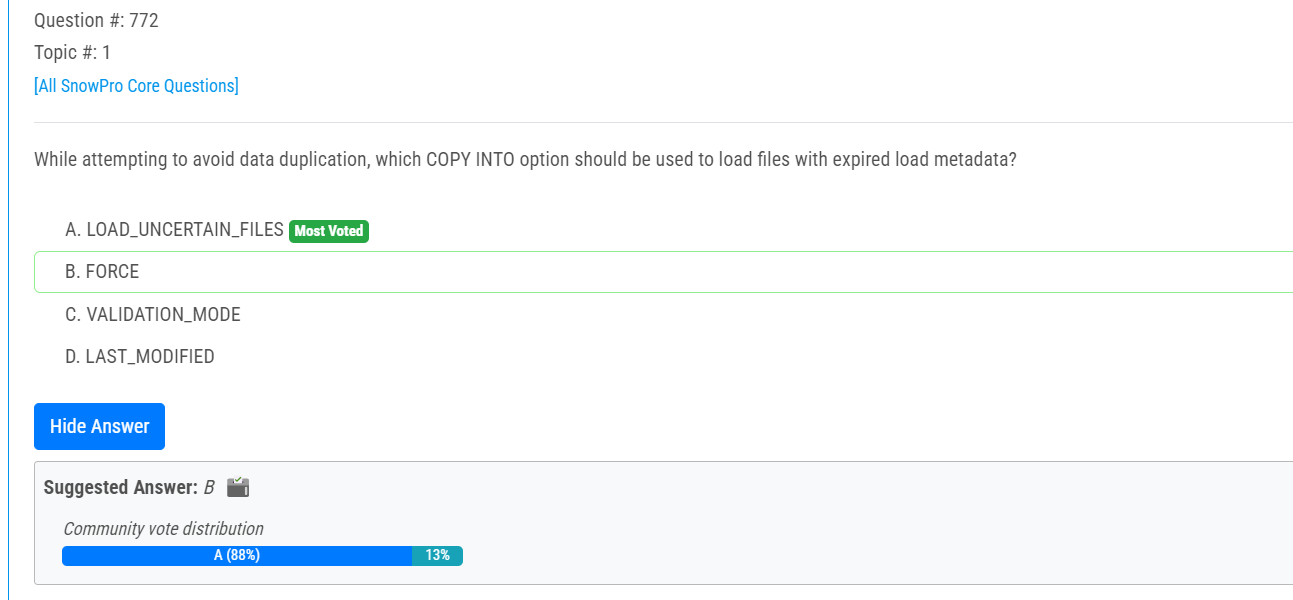 Question #: 772
Topic #: 1
[All SnowPro Core Questions]
While attempting to avoid data duplication, which COPY INTO option should be used to load files with expired load metadata?
A. LOAD_UNCERTAIN_FILES Most Voted
B. FORCE
C. VALIDATION_MODE
D. LAST_MODIFIED
Hide Answer
Suggested Answer: B
Community vote distribution
A (88%) 13%